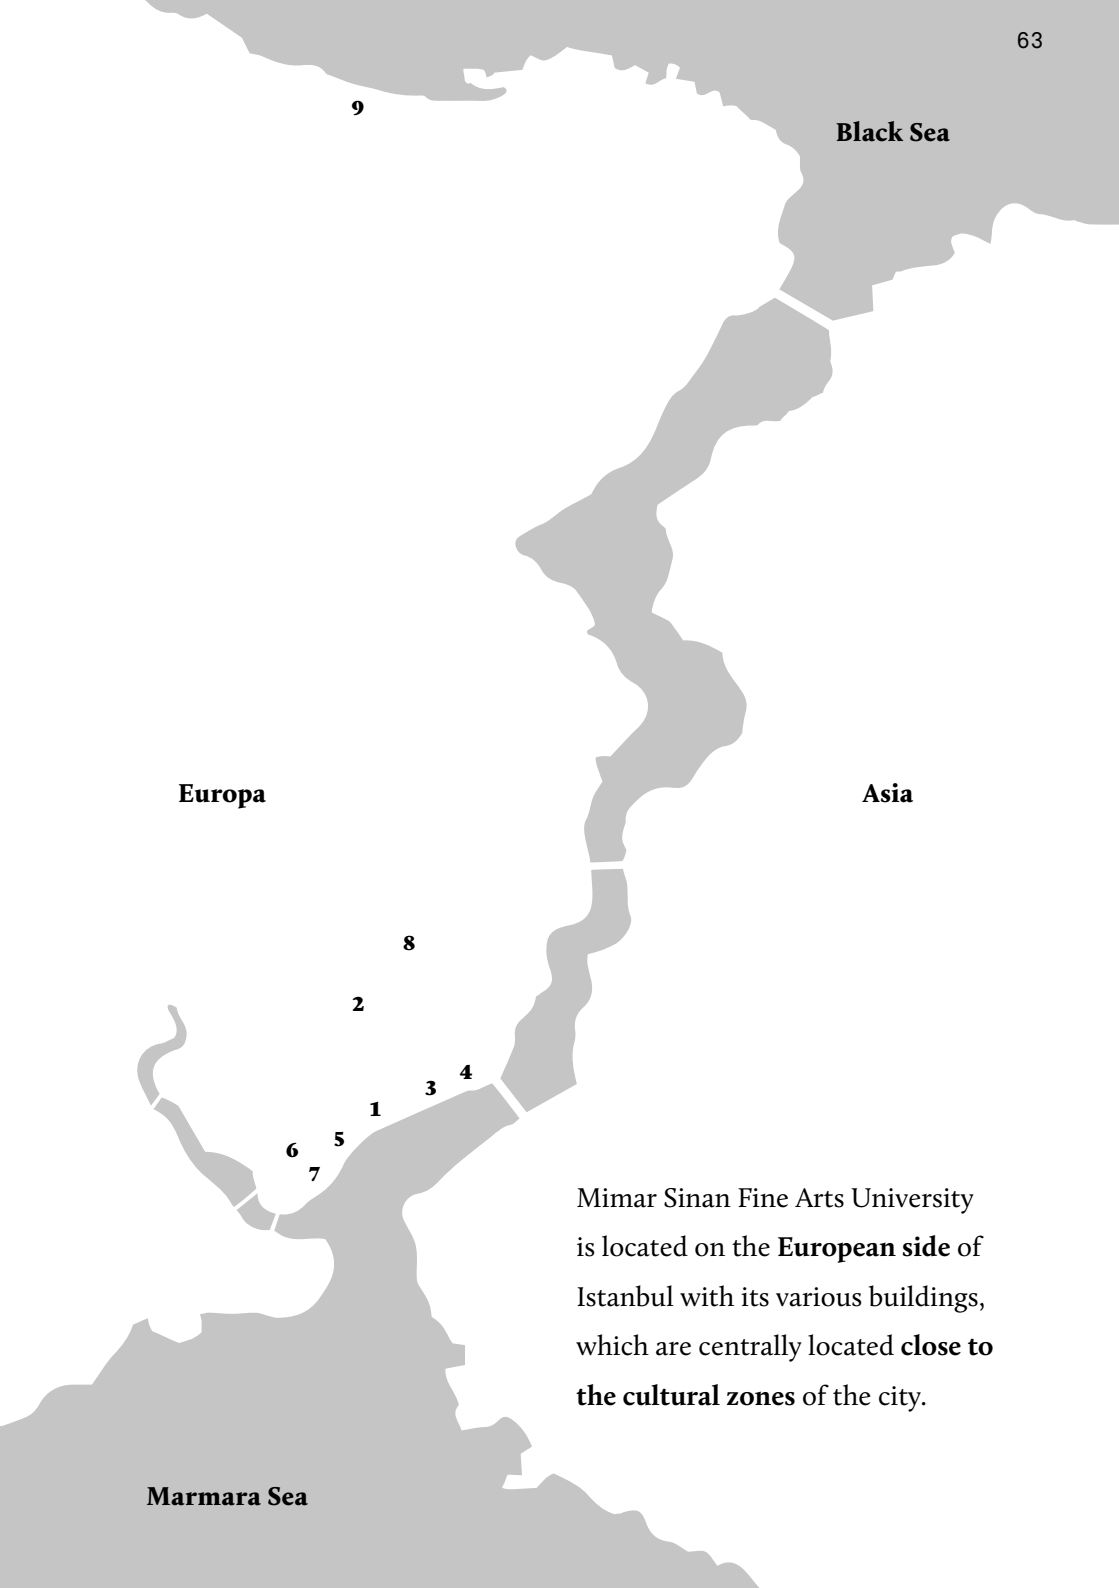 63
9
Black Sea
Europa
Asia
8
2
4
3
1
5
6
7
Mimar Sinan Fine Arts University
is located on the European side of
Istanbul with its various buildings,
which are centrally located close to
the cultural zones of the city.
Marmara Sea